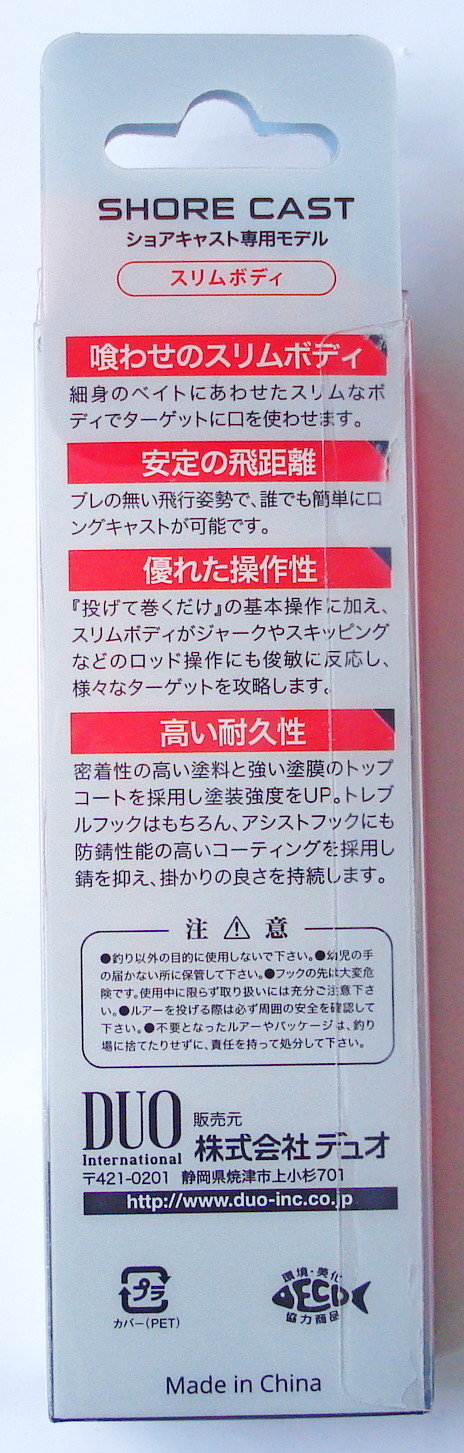 SHORE CAST
ショアキャスト専用モデル
スリムボディ
喰わせのスリムボディ
細身のベイトにあわせたスリムなボ
ディでターゲットに口を使わせます。
安定の飛距離
ブレの無い飛行姿勢で、誰でも簡単にロ
ングキャストが可能です。
優れた操作性
『投げて巻くだけ』の基本操作に加え、
スリムボディがジャークやスキッピング
などのロッド操作にも俊敏に反応し、
様々なターゲットを攻略します。
高い耐久性
密着性の高い塗料と強い塗膜のトップ
コートを採用し塗装強度をUP。トレブ
ルフックはもちろん、アシストフックにも
防錆性能の高いコーティングを採用し
錆を抑え、掛かりの良さを持続します。
注 意
●釣り以外の目的に使用しないで下さい。●幼児の手
の届かない所に保管して下さい。●フックの先は大変危
険です。使用中に限らず取り扱いには充分ご注意下さ
い。●ルアーを投げる際は必ず周囲の安全を確認して
下さい。●不要となったルアーやパッケージは、釣り
場に捨てたりせずに、責任を持って処分して下さい。
DUO
International
販売元
株式会社デュオ
〒421-0201 静岡県焼津市上小杉701
http://www.duo-inc.co.jp
プラ
カバー(PET)
環境・美化
ECO
協力商品
Made in China